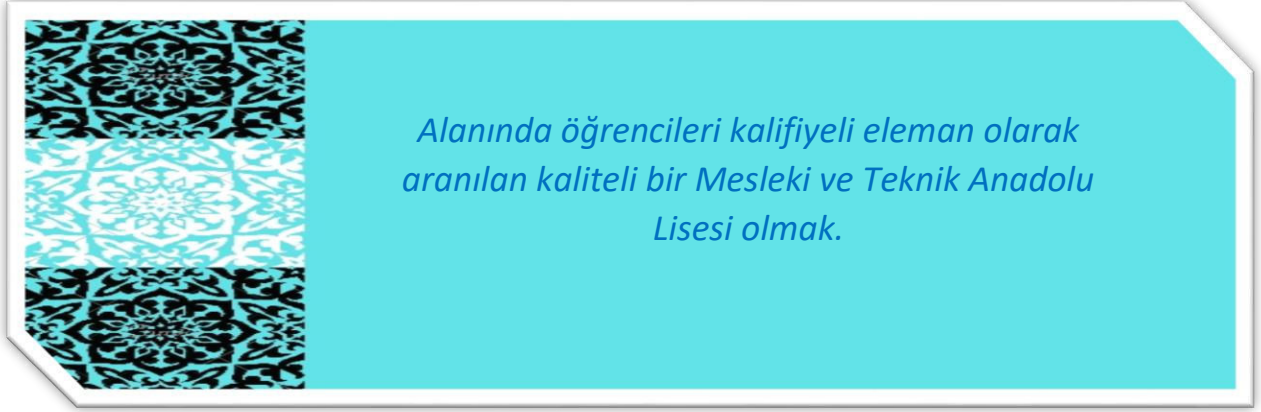 Alanında öğrencileri kalifiyeli eleman olarak
aranılan kaliteli bir Mesleki ve Teknik Anadolu
Lisesi olmak.